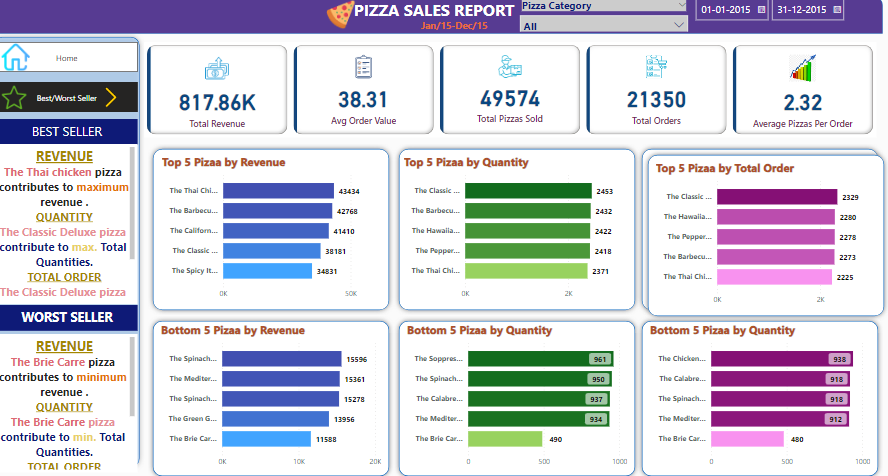 PIZZA SALES REPORT
Jan/15-Dec/15
Pizza Category
All
01-01-2015
31-12-2015
Home
Best/Worst Seller
BEST SELLER
REVENUE
The Thai chicken pizza
contributes to maximum
revenue .
QUANTITY
The Classic Deluxe pizza
contribute to max. Total
Quantities.
TOTAL ORDER
The Classic Deluxe pizza
WORST SELLER
REVENUE
The Brie Carre pizza
contributes to minimum
revenue .
QUANTITY
The Brie Carre pizza
contribute to min. Total
Quantities.
TOTAL ORDER
817.86K
Total Revenue
38.31
Avg Order Value
49574
Total Pizzas Sold
21350
Total Orders
2.32
Average Pizzas Per Order
Top 5 Pizaa by Revenue
The Thai Chi... 43434
The Barbecu... 42768
The Californ... 41410
The Classic ... 38181
The Spicy It... 34831
0K 50K
Top 5 Pizaa by Quantity
The Classic ... 2453
The Barbecu... 2432
The Hawaiia... 2422
The Pepper... 2418
The Thai Chi... 2371
0K 2K
Top 5 Pizaa by Total Order
The Classic ... 2329
The Hawaiia... 2280
The Pepper... 2278
The Barbecu... 2273
The Thai Chi... 2225
0K 2K
Bottom 5 Pizaa by Revenue
The Spinach... 15596
The Mediter... 15361
The Spinach... 15278
The Green G... 13956
The Brie Car... 11588
0K 10K 20K
Bottom 5 Pizaa by Quantity
The Soppres... 961
The Spinach... 950
The Calabre... 937
The Mediter... 934
The Brie Car... 490
0 500 1000
Bottom 5 Pizaa by Quantity
The Chicken... 938
The Calabre... 918
The Spinach... 918
The Mediter... 912
The Brie Car... 480
0 500 1000